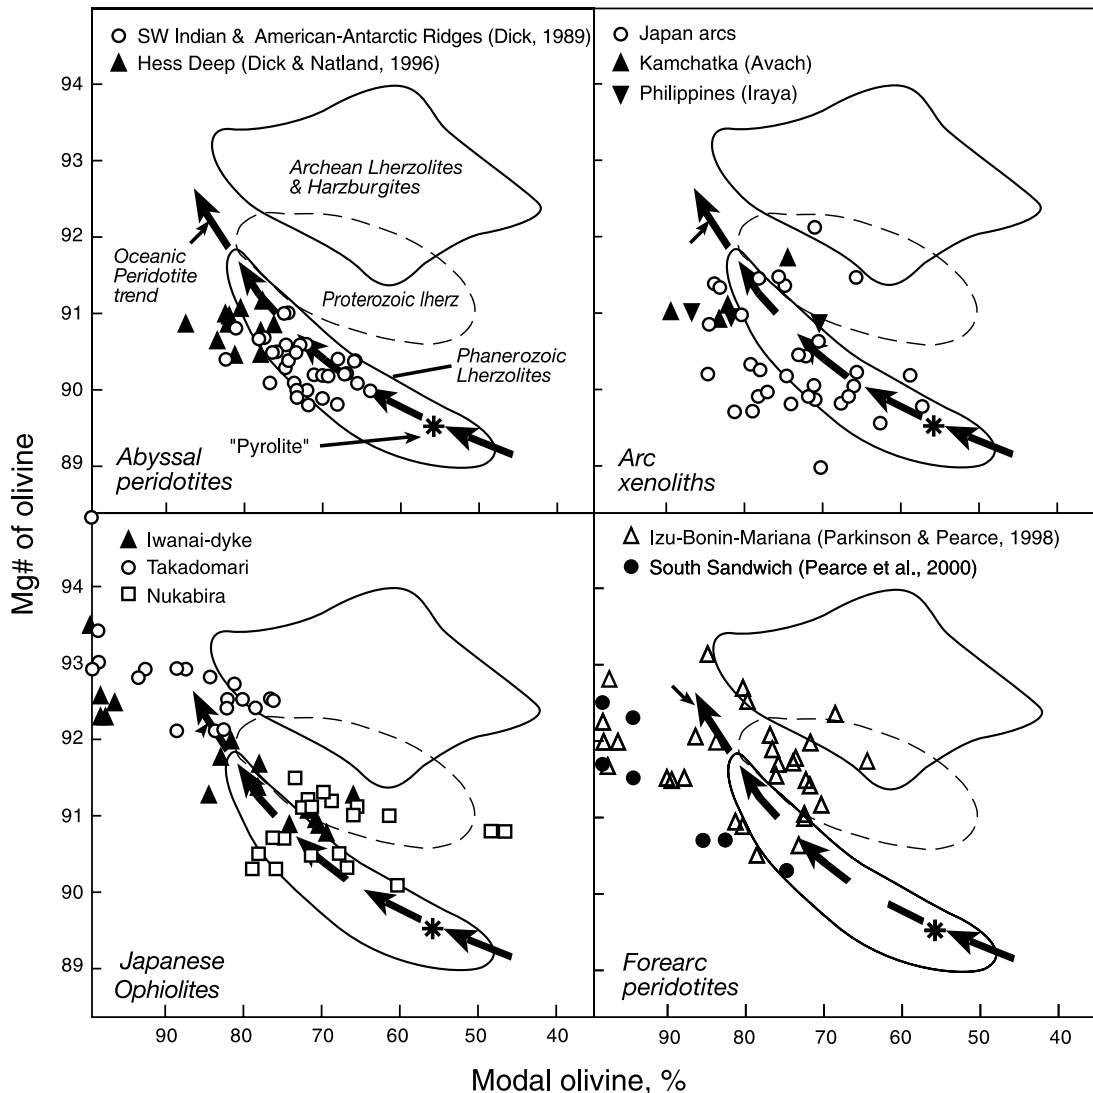 SW Indian & American-Antarctic Ridges (Dick, 1989)
Hess Deep (Dick & Natland, 1996)
94
93
92
91
90
89
Archean Lherzolites
& Harzburgites
Oceanic
Peridotite
trend
Proterozoic lherz
Phanerozoic
Lherzolites
"Pyrolite"
Abyssal
peridotites
Japan arcs
Kamchatka (Avach)
Philippines (Iraya)
Arc
xenoliths
Mg# of olivine
Iwanai-dyke
Takadomari
Nukabira
94
93
92
91
90
89
Japanese
Ophiolites
90
80
70
60
50
40
Izu-Bonin-Mariana (Parkinson & Pearce, 1998)
South Sandwich (Pearce et al., 2000)
Forearc
peridotites
90
80
70
60
50
40
Modal olivine, %